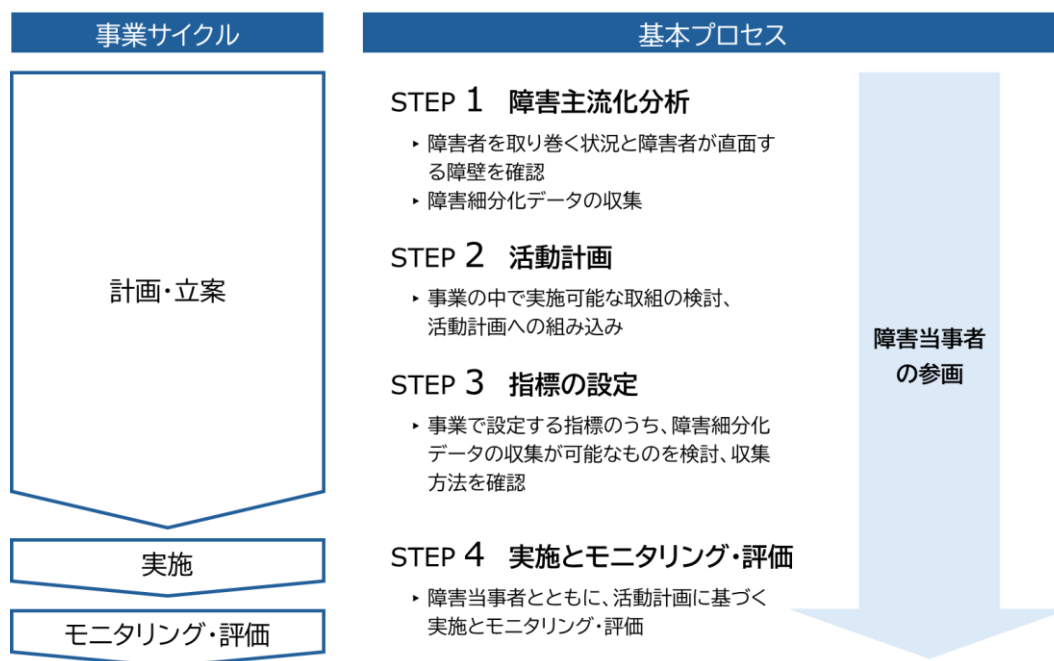 事業サイクル
基本プロセス
計画・立案
実施
モニタリング・評価
STEP 1 障害主流化分析
‣ 障害者を取り巻く状況と障害者が直面す
る障壁を確認
‣ 障害細分化データの収集
STEP 2 活動計画
‣ 事業の中で実施可能な取組の検討、
活動計画への組み込み
STEP 3 指標の設定
‣ 事業で設定する指標のうち、障害細分化
データの収集が可能なものを検討、収集
方法を確認
STEP 4 実施とモニタリング・評価
‣ 障害当事者とともに、活動計画に基づく
実施とモニタリング・評価
障害当事者
の参画